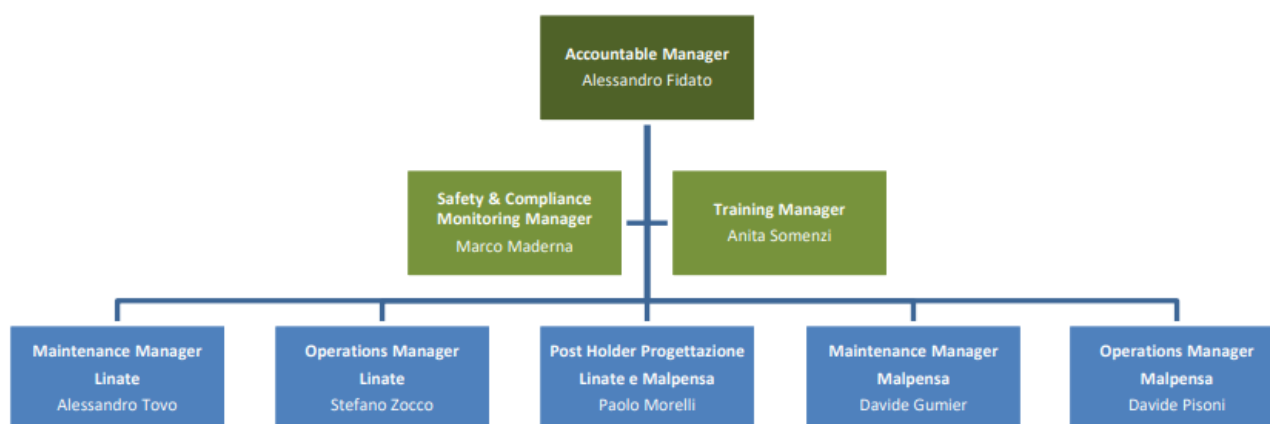 Accountable Manager
Alessandro Fidato
Safety & Compliance
Monitoring Manager
Marco Maderna
Training Manager
Anita Somenzi
Maintenance Manager
Linate
Alessandro Tovo
Operations Manager
Linate
Stefano Zocco
Post Holder Progettazione
Linate e Malpensa
Paolo Morelli
Maintenance Manager
Malpensa
Davide Gumier
Operations Manager
Malpensa
Davide Pisoni